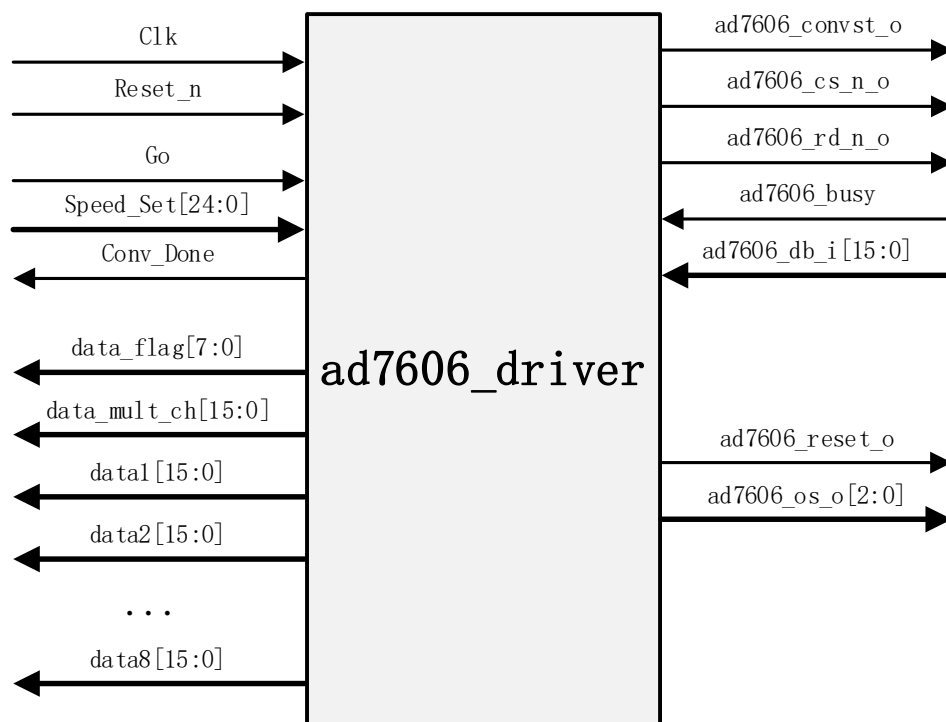 Clk
Reset_n
Go
Speed_Set[24:0]
Conv_Done
data_flag[7:0]
data_mult_ch[15:0]
data1[15:0]
data2[15:0]
...
data8[15:0]
ad7606_driver
ad7606_convst_o
ad7606_cs_n_o
ad7606_rd_n_o
ad7606_busy
ad7606_db_i[15:0]
ad7606_reset_o
ad7606_os_o[2:0]